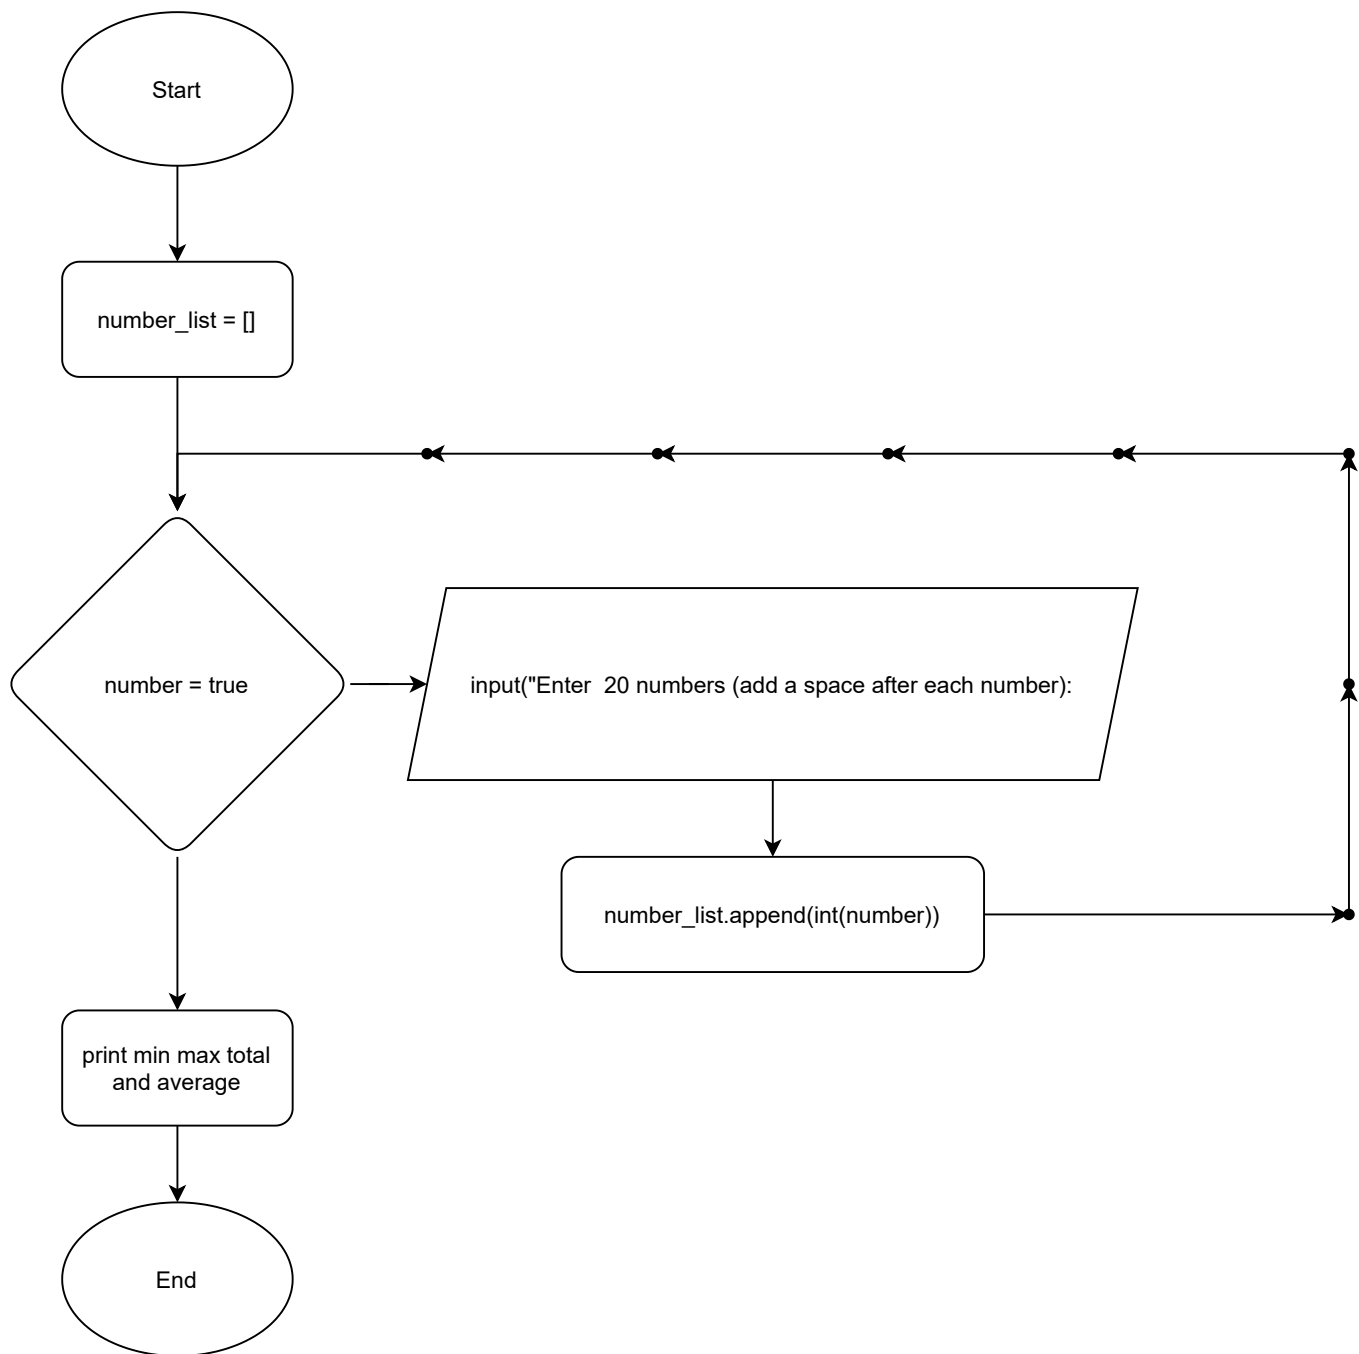 Start
number_list = []
number = true
input("Enter  20 numbers (add a space after each number):
number_list.append(int(number))
print min max total
and average
End